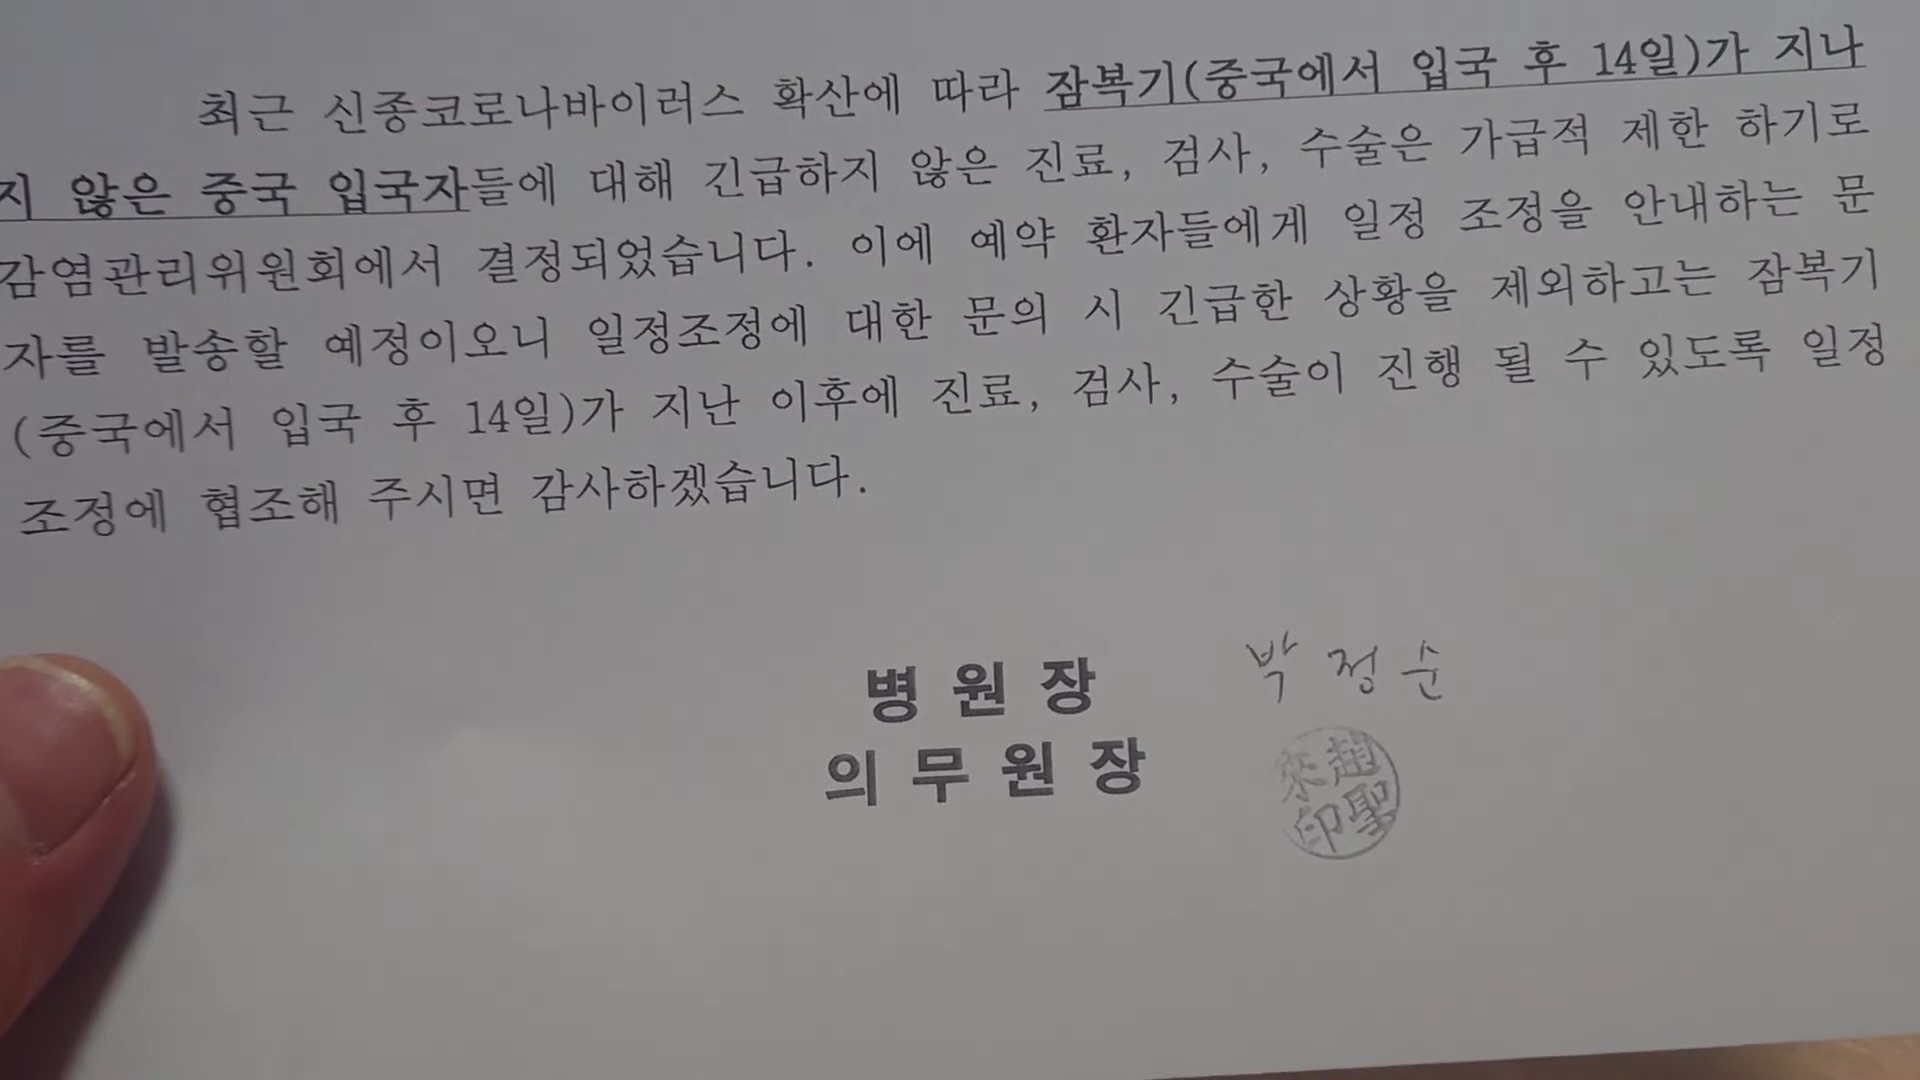 최근 신종코로나바이러스 확산에 따라 잠복기(중국에서 입국 후 14일)가 지나
지 않은 중국 입국자들에 대해 긴급하지 않은 진료, 검사, 수술은 가급적 제한 하기로
감염관리위원회에서 결정되었습니다. 이에 예약 환자들에게 일정 조정을 안내하는 문
자를 발송할 예정이오니 일정조정에 대한 문의 시 긴급한 상황을 제외하고는 잠복기
(중국에서 입국 후 14일)가 지난 이후에 진료, 검사, 수술이 진행 될 수 있도록 일정
조정에 협조해 주시면 감사하겠습니다.
병 원 장 박 정 순
의 무 원 장
趙聖來印